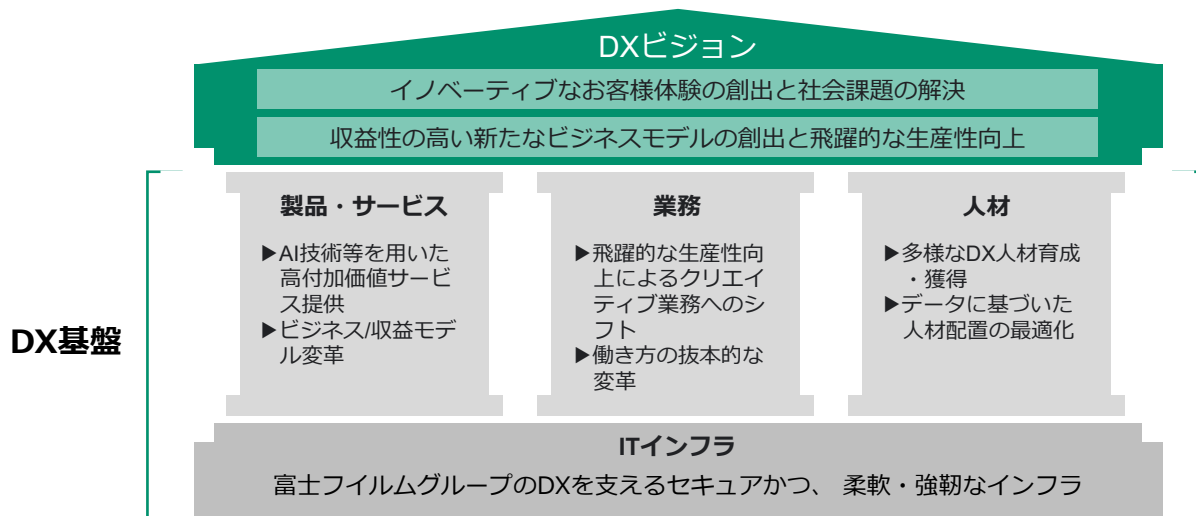 DXビジョン
イノベーティブなお客様体験の創出と社会課題の解決
収益性の高い新たなビジネスモデルの創出と飛躍的な生産性向上
DX基盤
製品・サービス
▶AI技術等を用いた
高付加価値サービ
ス提供
▶ビジネス/収益モデ
ル変革
業務
▶飛躍的な生産性向
上によるクリエイ
ティブ業務へのシ
フト
▶働き方の抜本的な
変革
人材
▶多様なDX人材育成
・獲得
▶データに基づいた
人材配置の最適化
ITインフラ
富士フイルムグループのDXを支えるセキュアかつ、 柔軟・強靭なインフラ